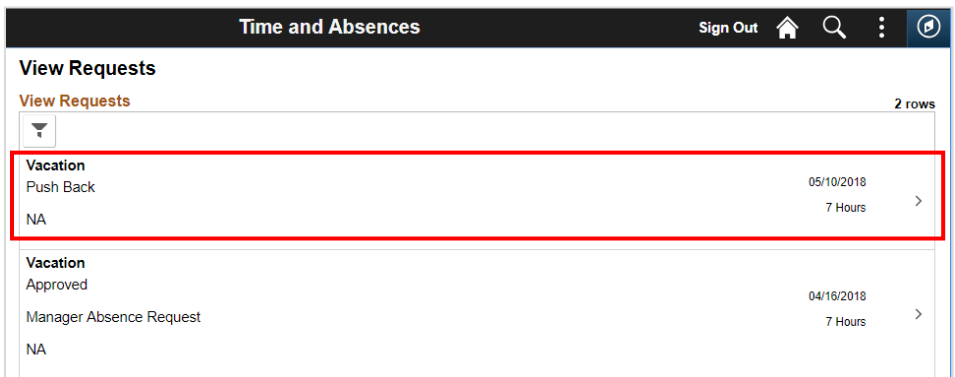 Time and Absences Sign Out
View Requests
View Requests 2 rows
Vacation
Push Back 05/10/2018
7 Hours
NA
Vacation
Approved
04/16/2018
Manager Absence Request 7 Hours
NA